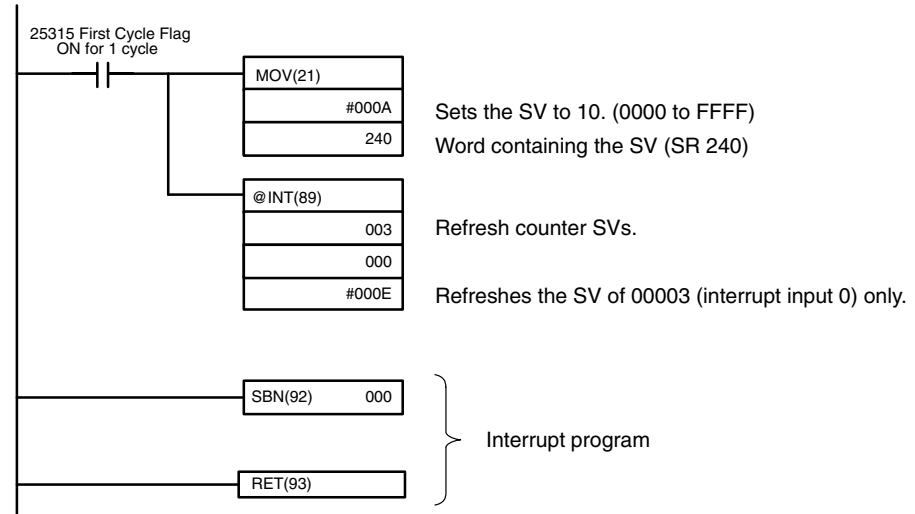 25315 First Cycle Flag
ON for 1 cycle
MOV(21)
#000A
Sets the SV to 10. (0000 to FFFF)
240
Word containing the SV (SR 240)
@INT(89)
003
Refresh counter SVs.
000
#000E
Refreshes the SV of 00003 (interrupt input 0) only.
SBN(92) 000
Interrupt program
RET(93)